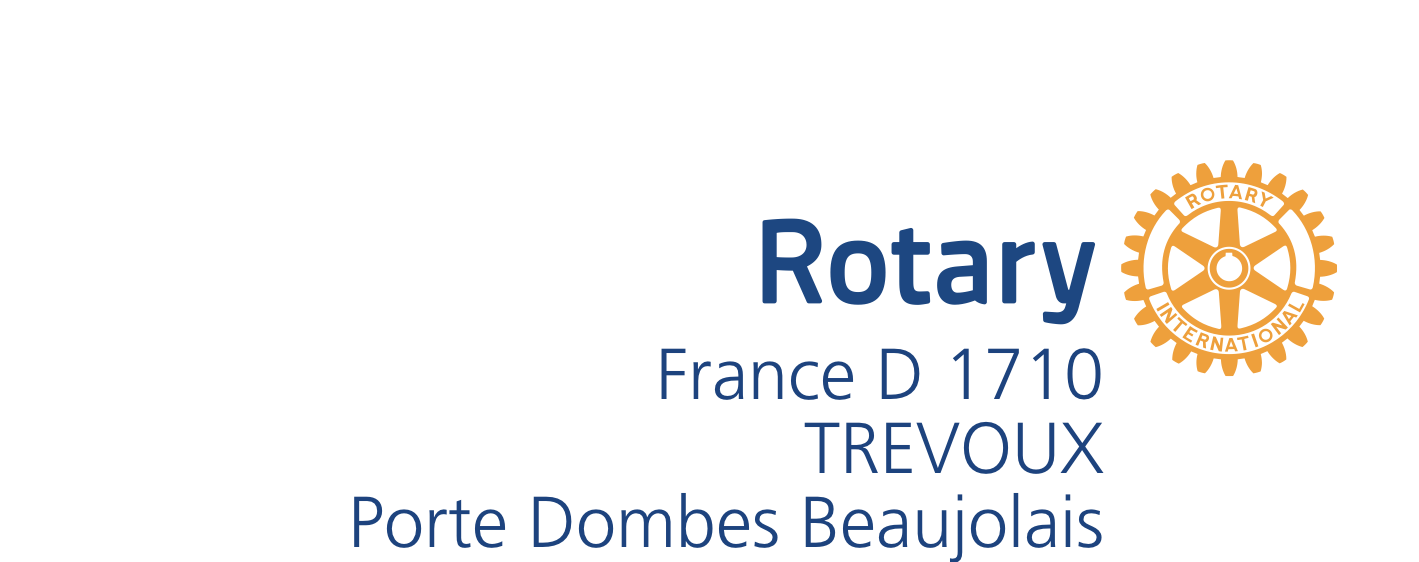 Rotary
ROTARY
INTERNATIONAL
France D 1710
TREVOUX
Porte Dombes Beaujolais